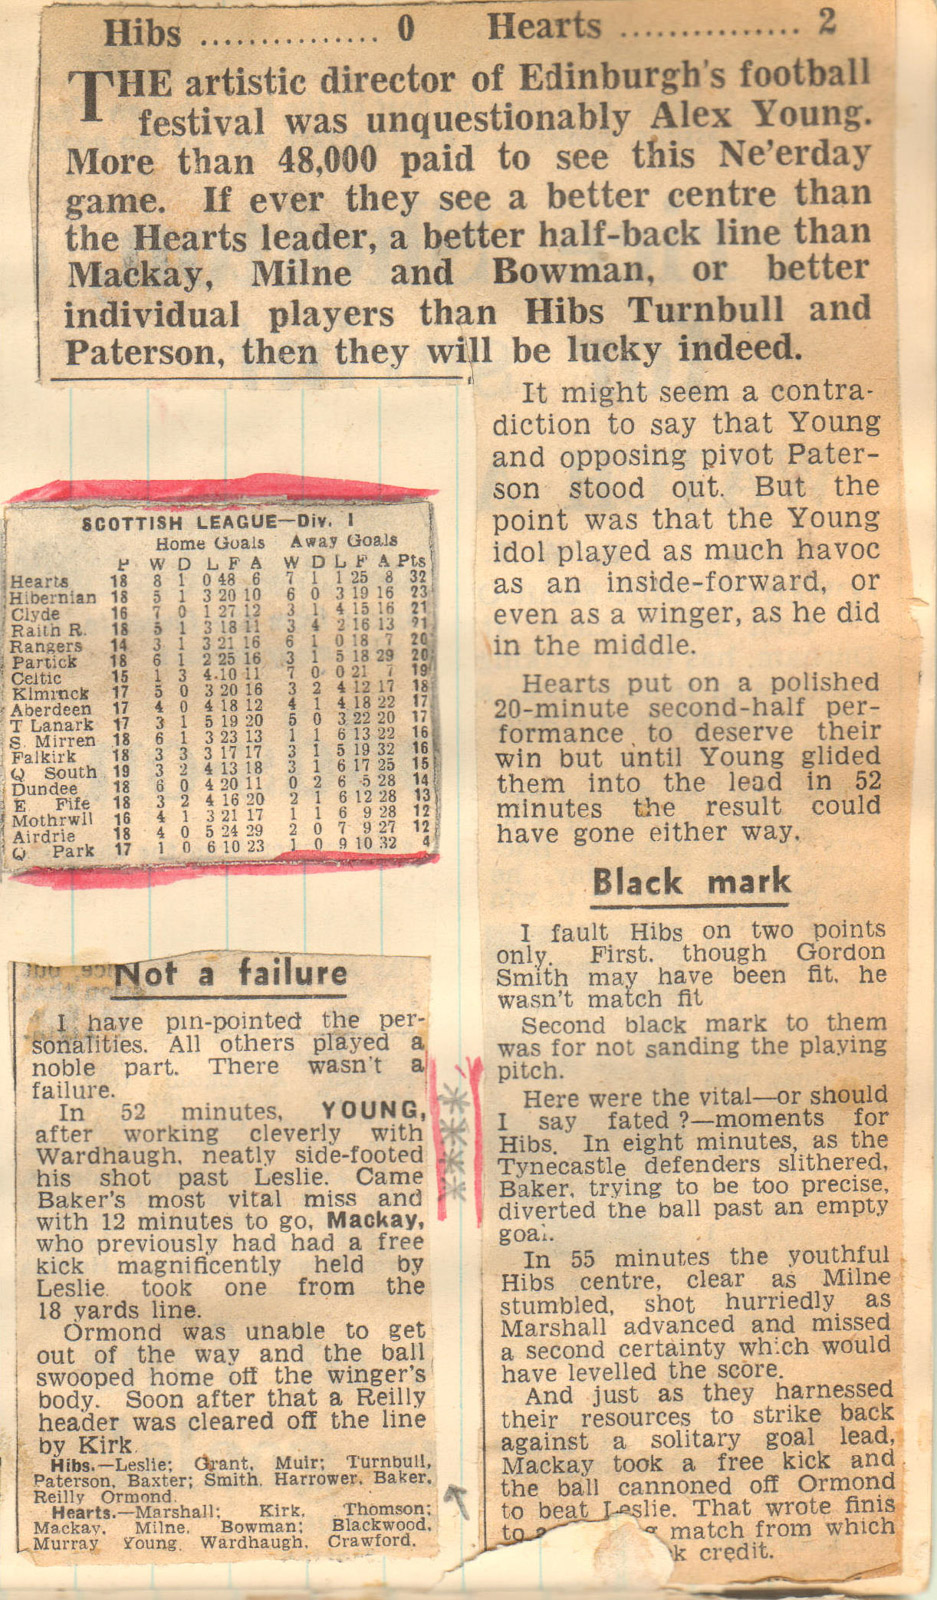 Hibs ............... 0 Hearts ............... 2
THE artistic director of Edinburgh's football
festival was unquestionably Alex Young.
More than 48,000 paid to see this Ne'erday
game. If ever they see a better centre than
the Hearts leader, a better half-back line than
Mackay, Milne and Bowman, or better
individual players than Hibs Turnbull and
Paterson, then they will be lucky indeed.
SCOTTISH LEAGUE—Div. 1
Home Goals Away Goals
P W D L F A W D L F A Pts
Hearts 18 8 1 0 48 6 7 1 1 25 8 32
Hibernian 18 5 1 3 20 10 6 0 3 19 16 23
Clyde 16 7 0 1 27 12 3 1 4 15 16 21
Raith R. 18 5 1 3 18 11 3 4 2 16 13 21
Rangers 14 3 1 3 21 16 6 1 0 18 7 20
Partick 18 6 1 2 25 16 3 1 5 18 29 20
Celtic 15 1 3 4 10 11 7 0 0 21 7 19
Klmrnck 17 5 0 3 20 16 3 2 4 12 17 18
Aberdeen 17 4 0 4 18 12 4 1 4 18 22 17
T Lanark 17 3 1 5 19 20 5 0 3 22 20 17
S. Mirren 18 6 1 3 23 13 1 1 6 13 22 16
Falkirk 18 3 3 3 17 17 3 1 5 19 32 16
Q South 19 3 2 4 13 18 3 1 6 17 25 15
Dundee 18 6 0 4 20 11 0 2 6 5 28 14
E Fife 18 3 2 4 16 20 2 1 6 12 28 13
Mothrwll 16 4 1 3 21 17 1 1 6 9 28 12
Airdrie 18 4 0 5 24 29 2 0 7 9 27 12
Q Park 17 1 0 6 10 23 1 0 9 10 32 4
Not a failure
I have pin-pointed the per-
sonalities. All others played a
noble part. There wasn't a
failure.
In 52 minutes, YOUNG,
after working cleverly with
Wardhaugh, neatly side-footed
his shot past Leslie. Came
Baker's most vital miss and
with 12 minutes to go, Mackay,
who previously had had a free
kick magnificently held by
Leslie, took one from the
18 yards line.
Ormond was unable to get
out of the way and the ball
swooped home off the winger's
body. Soon after that a Reilly
header was cleared off the line
by Kirk.
Hibs.—Leslie; Grant, Muir; Turnbull,
Paterson, Baxter; Smith, Harrower, Baker,
Reilly Ormond.
Hearts.—Marshall; Kirk, Thomson;
Mackay, Milne, Bowman; Blackwood,
Murray Young, Wardhaugh, Crawford.
It might seem a contra-
diction to say that Young
and opposing pivot Pater-
son stood out. But the
point was that the Young
idol played as much havoc
as an inside-forward, or
even as a winger, as he did
in the middle.
Hearts put on a polished
20-minute second-half per-
formance to deserve their
win but until Young glided
them into the lead in 52
minutes the result could
have gone either way.
Black mark
I fault Hibs on two points
only. First, though Gordon
Smith may have been fit, he
wasn't match fit
Second black mark to them
was for not sanding the playing
pitch.
Here were the vital—or should
I say fated?—moments for
Hibs. In eight minutes, as the
Tynecastle defenders slithered,
Baker, trying to be too precise,
diverted the ball past an empty
goal.
In 55 minutes the youthful
Hibs centre, clear as Milne
stumbled, shot hurriedly as
Marshall advanced and missed
a second certainty which would
have levelled the score.
And just as they harnessed
their resources to strike back
against a solitary goal lead,
Mackay took a free kick and
the ball cannoned off Ormond
to beat Leslie. That wrote finis
to match from which
credit.